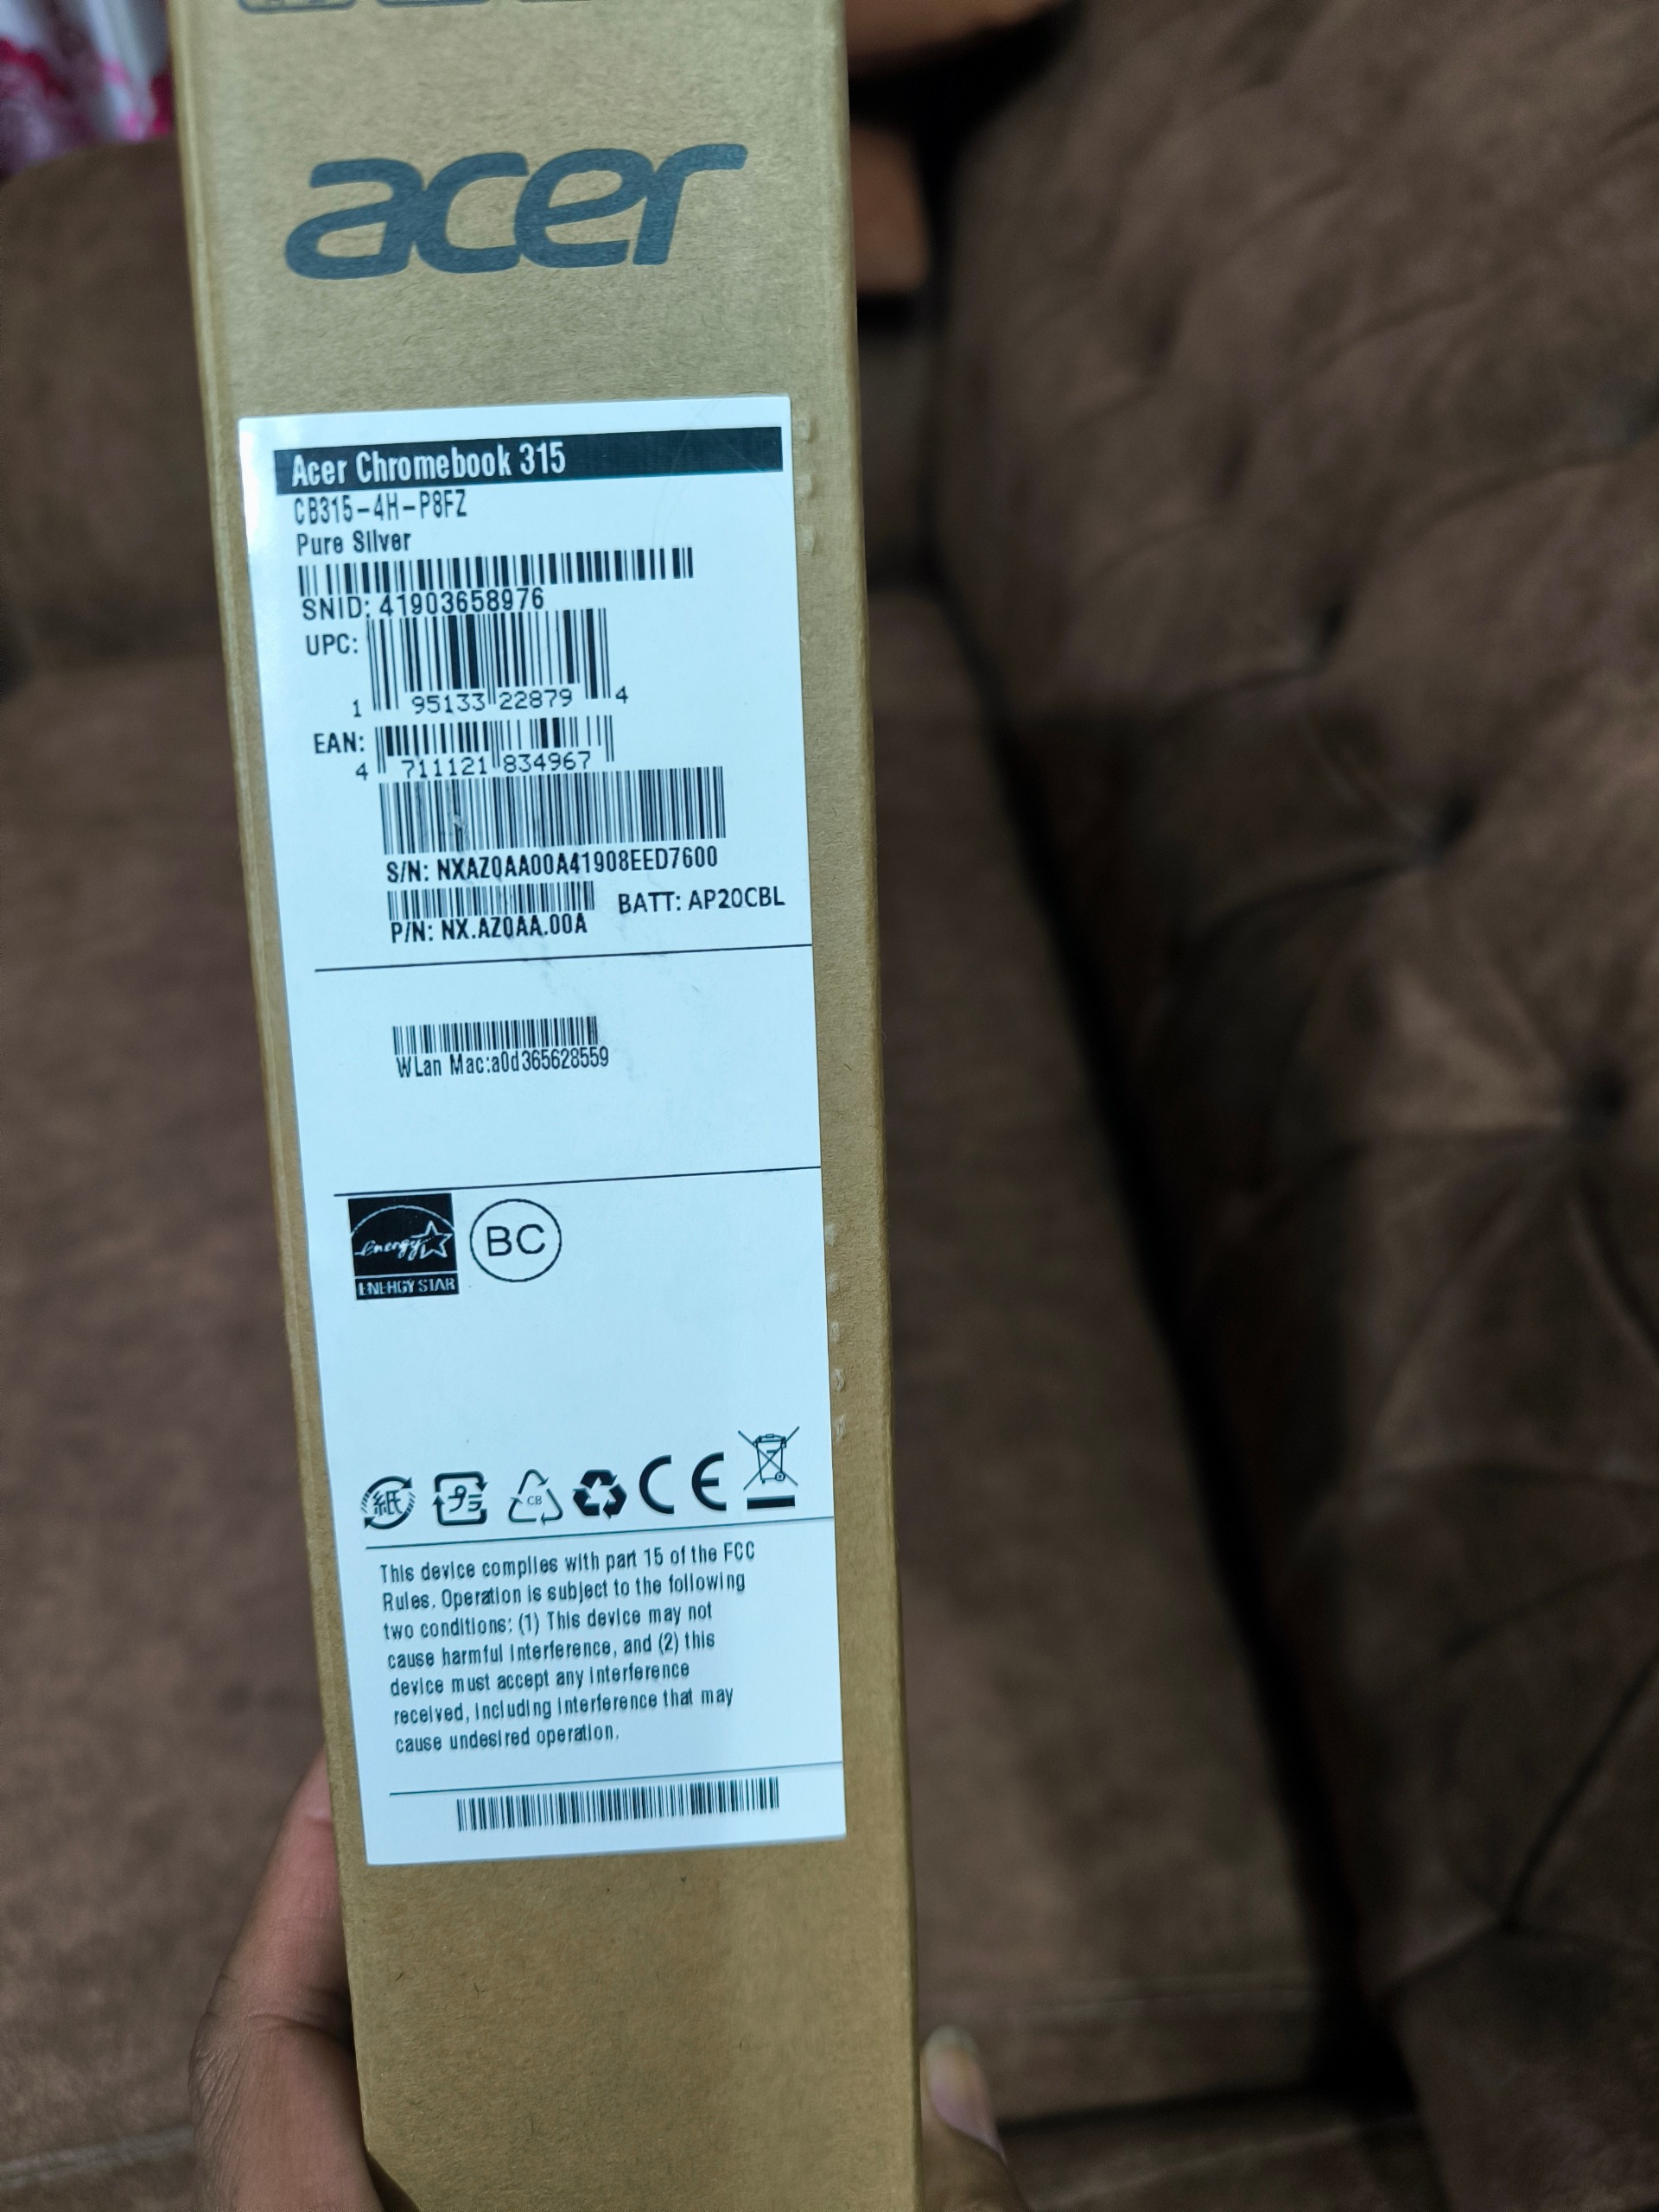 acer
Acer Chromebook 315
CB315-4H-P8FZ
Pure Silver
SNID: 41903658976
UPC:
1 95133 22879 4
EAN:
4 711121 834967
S/N: NXAZ0AA00A41908EED7600
BATT: AP20CBL
P/N: NX.AZ0AA.00A
WLan Mac:a0d365628559
energy
ENERGY STAR
BC
紙
プラ
CB
CE
This device complies with part 15 of the FCC
Rules. Operation is subject to the following
two conditions: (1) This device may not
cause harmful interference, and (2) this
device must accept any interference
received, including interference that may
cause undesired operation.